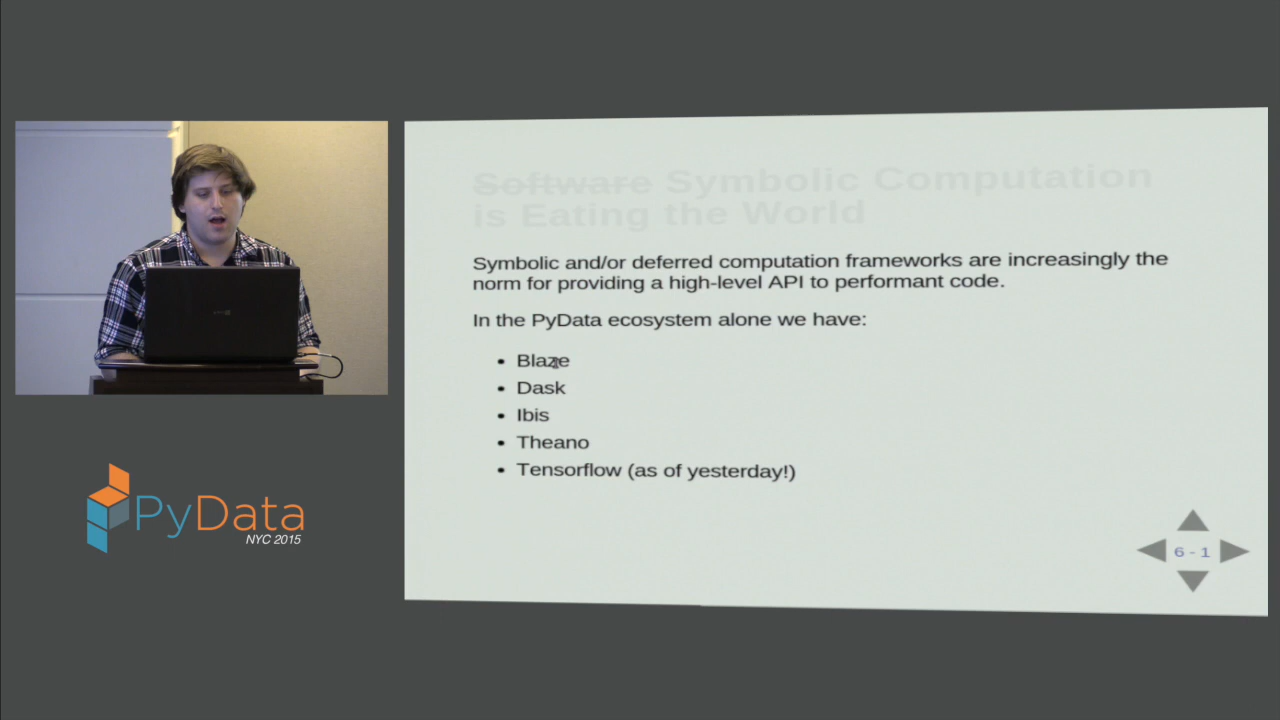 Software Symbolic Computation
is Eating the World
Symbolic and/or deferred computation frameworks are increasingly the
norm for providing a high-level API to performant code.
In the PyData ecosystem alone we have:
• Blaze
• Dask
• Ibis
• Theano
• Tensorflow (as of yesterday!)
6 - 1
PyData
NYC 2015